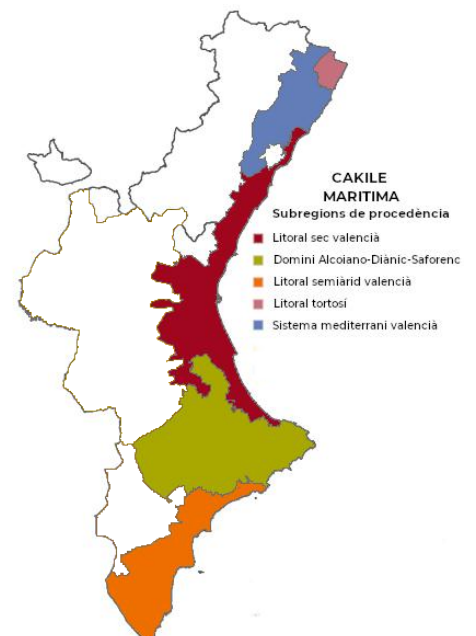 CAKILE
MARITIMA
Subregions de procedència
Litoral sec valencià
Domini Alcoiano-Diànic-Saforenc
Litoral semiàrid valencià
Litoral tortosí
Sistema mediterrani valencià